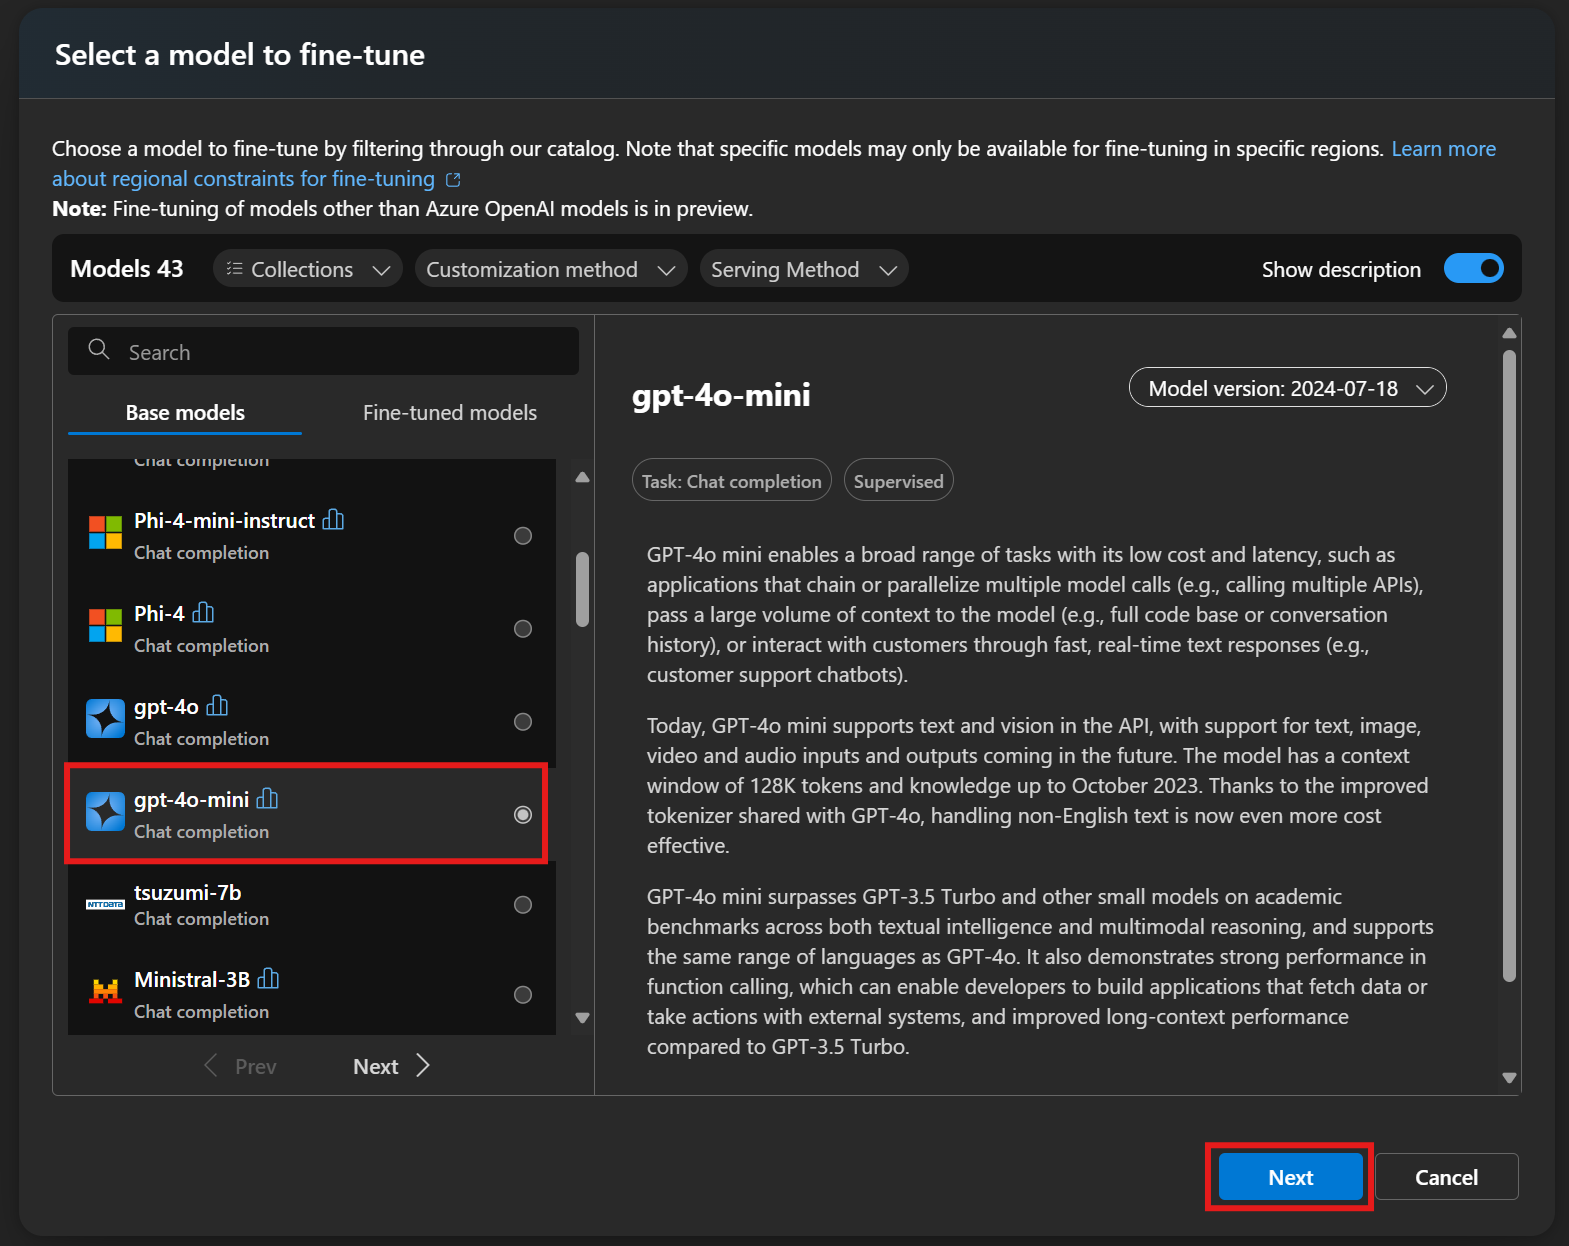 Select a model to fine-tune
Choose a model to fine-tune by filtering through our catalog. Note that specific models may only be available for fine-tuning in specific regions. Learn more
about regional constraints for fine-tuning
Note: Fine-tuning of models other than Azure OpenAI models is in preview.
Models 43
Collections
Customization method
Serving Method
Show description
Search
Base models
Fine-tuned models
Chat completion
Phi-4-mini-instruct
Chat completion
Phi-4
Chat completion
gpt-4o
Chat completion
gpt-4o-mini
Chat completion
NTT DATA
tsuzumi-7b
Chat completion
Ministral-3B
Chat completion
Prev
Next
gpt-4o-mini
Model version: 2024-07-18
Task: Chat completion
Supervised
GPT-4o mini enables a broad range of tasks with its low cost and latency, such as
applications that chain or parallelize multiple model calls (e.g., calling multiple APIs),
pass a large volume of context to the model (e.g., full code base or conversation
history), or interact with customers through fast, real-time text responses (e.g.,
customer support chatbots).
Today, GPT-4o mini supports text and vision in the API, with support for text, image,
video and audio inputs and outputs coming in the future. The model has a context
window of 128K tokens and knowledge up to October 2023. Thanks to the improved
tokenizer shared with GPT-4o, handling non-English text is now even more cost
effective.
GPT-4o mini surpasses GPT-3.5 Turbo and other small models on academic
benchmarks across both textual intelligence and multimodal reasoning, and supports
the same range of languages as GPT-4o. It also demonstrates strong performance in
function calling, which can enable developers to build applications that fetch data or
take actions with external systems, and improved long-context performance
compared to GPT-3.5 Turbo.
Next
Cancel